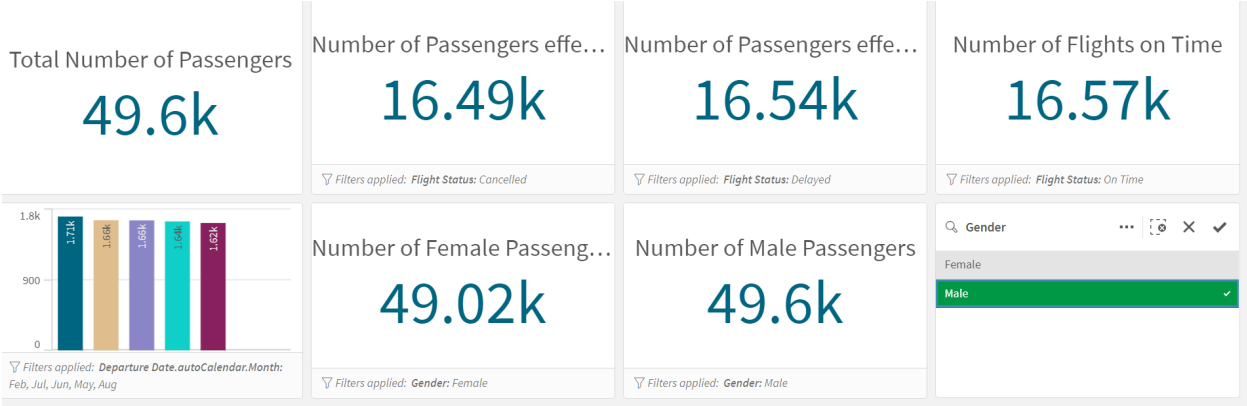 Total Number of Passengers
49.6k
Number of Passengers effe...
16.49k
Filters applied: Flight Status: Cancelled
Number of Passengers effe...
16.54k
Filters applied: Flight Status: Delayed
Number of Flights on Time
16.57k
Filters applied: Flight Status: On Time
1.8k
900
0
1.71k
1.66k
1.66k
1.64k
1.62k
Filters applied: Departure Date.autoCalendar.Month:
Feb, Jul, Jun, May, Aug
Number of Female Passeng...
49.02k
Filters applied: Gender: Female
Number of Male Passengers
49.6k
Filters applied: Gender: Male
Gender
Female
Male